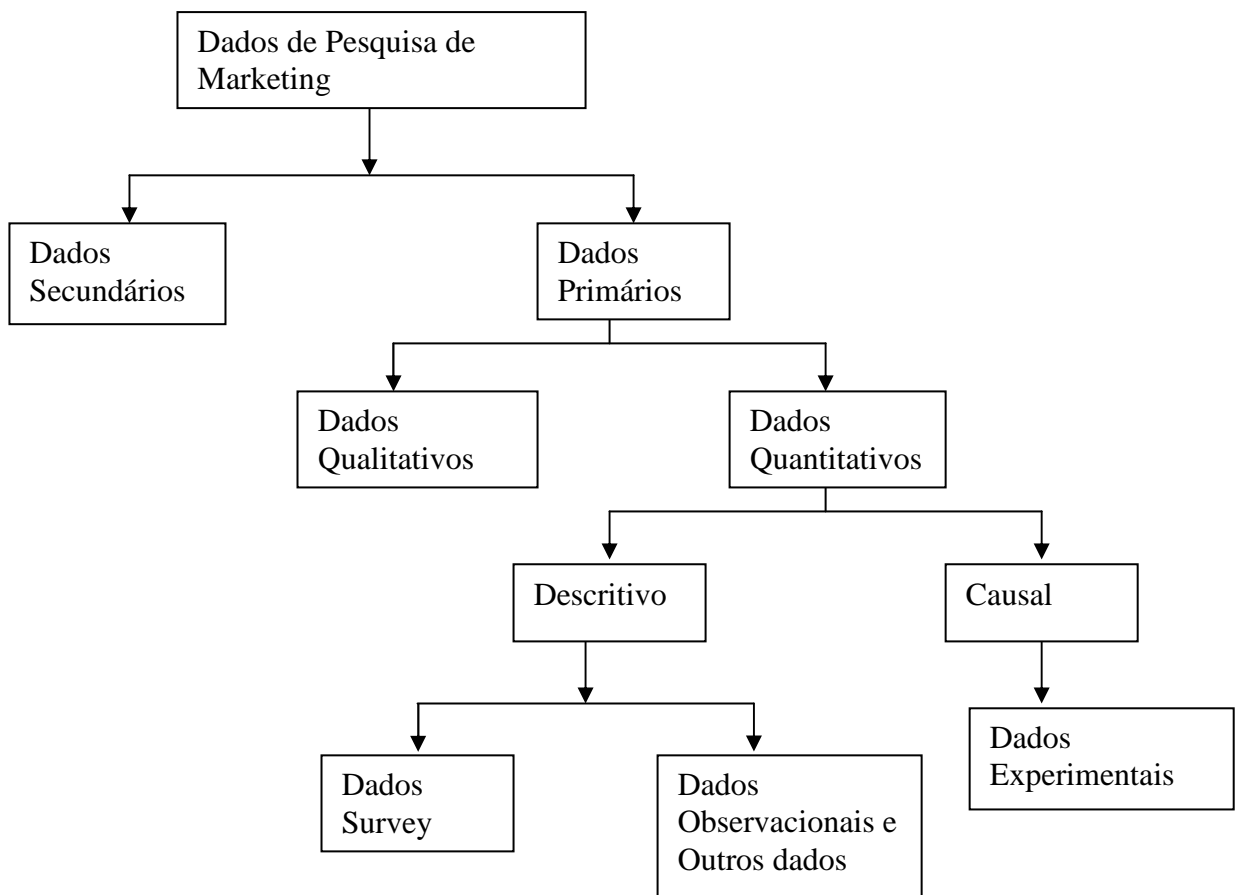 Dados de Pesquisa de
Marketing
Dados
Secundários
Dados
Primários
Dados
Qualitativos
Dados
Quantitativos
Descritivo
Causal
Dados
Survey
Dados
Observacionais e
Outros dados
Dados
Experimentais